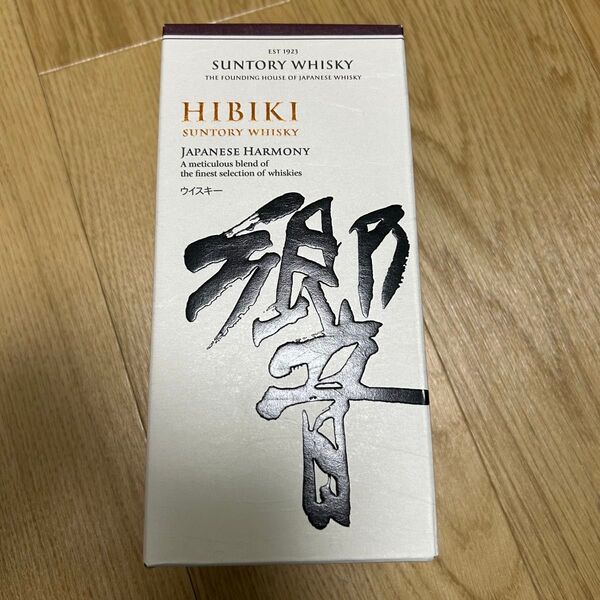 EST 1923
SUNTORY WHISKY
THE FOUNDING HOUSE OF JAPANESE WHISKY
HIBIKI
SUNTORY WHISKY
JAPANESE HARMONY
A meticulous blend of
the finest selection of whiskies
ウイスキー
響